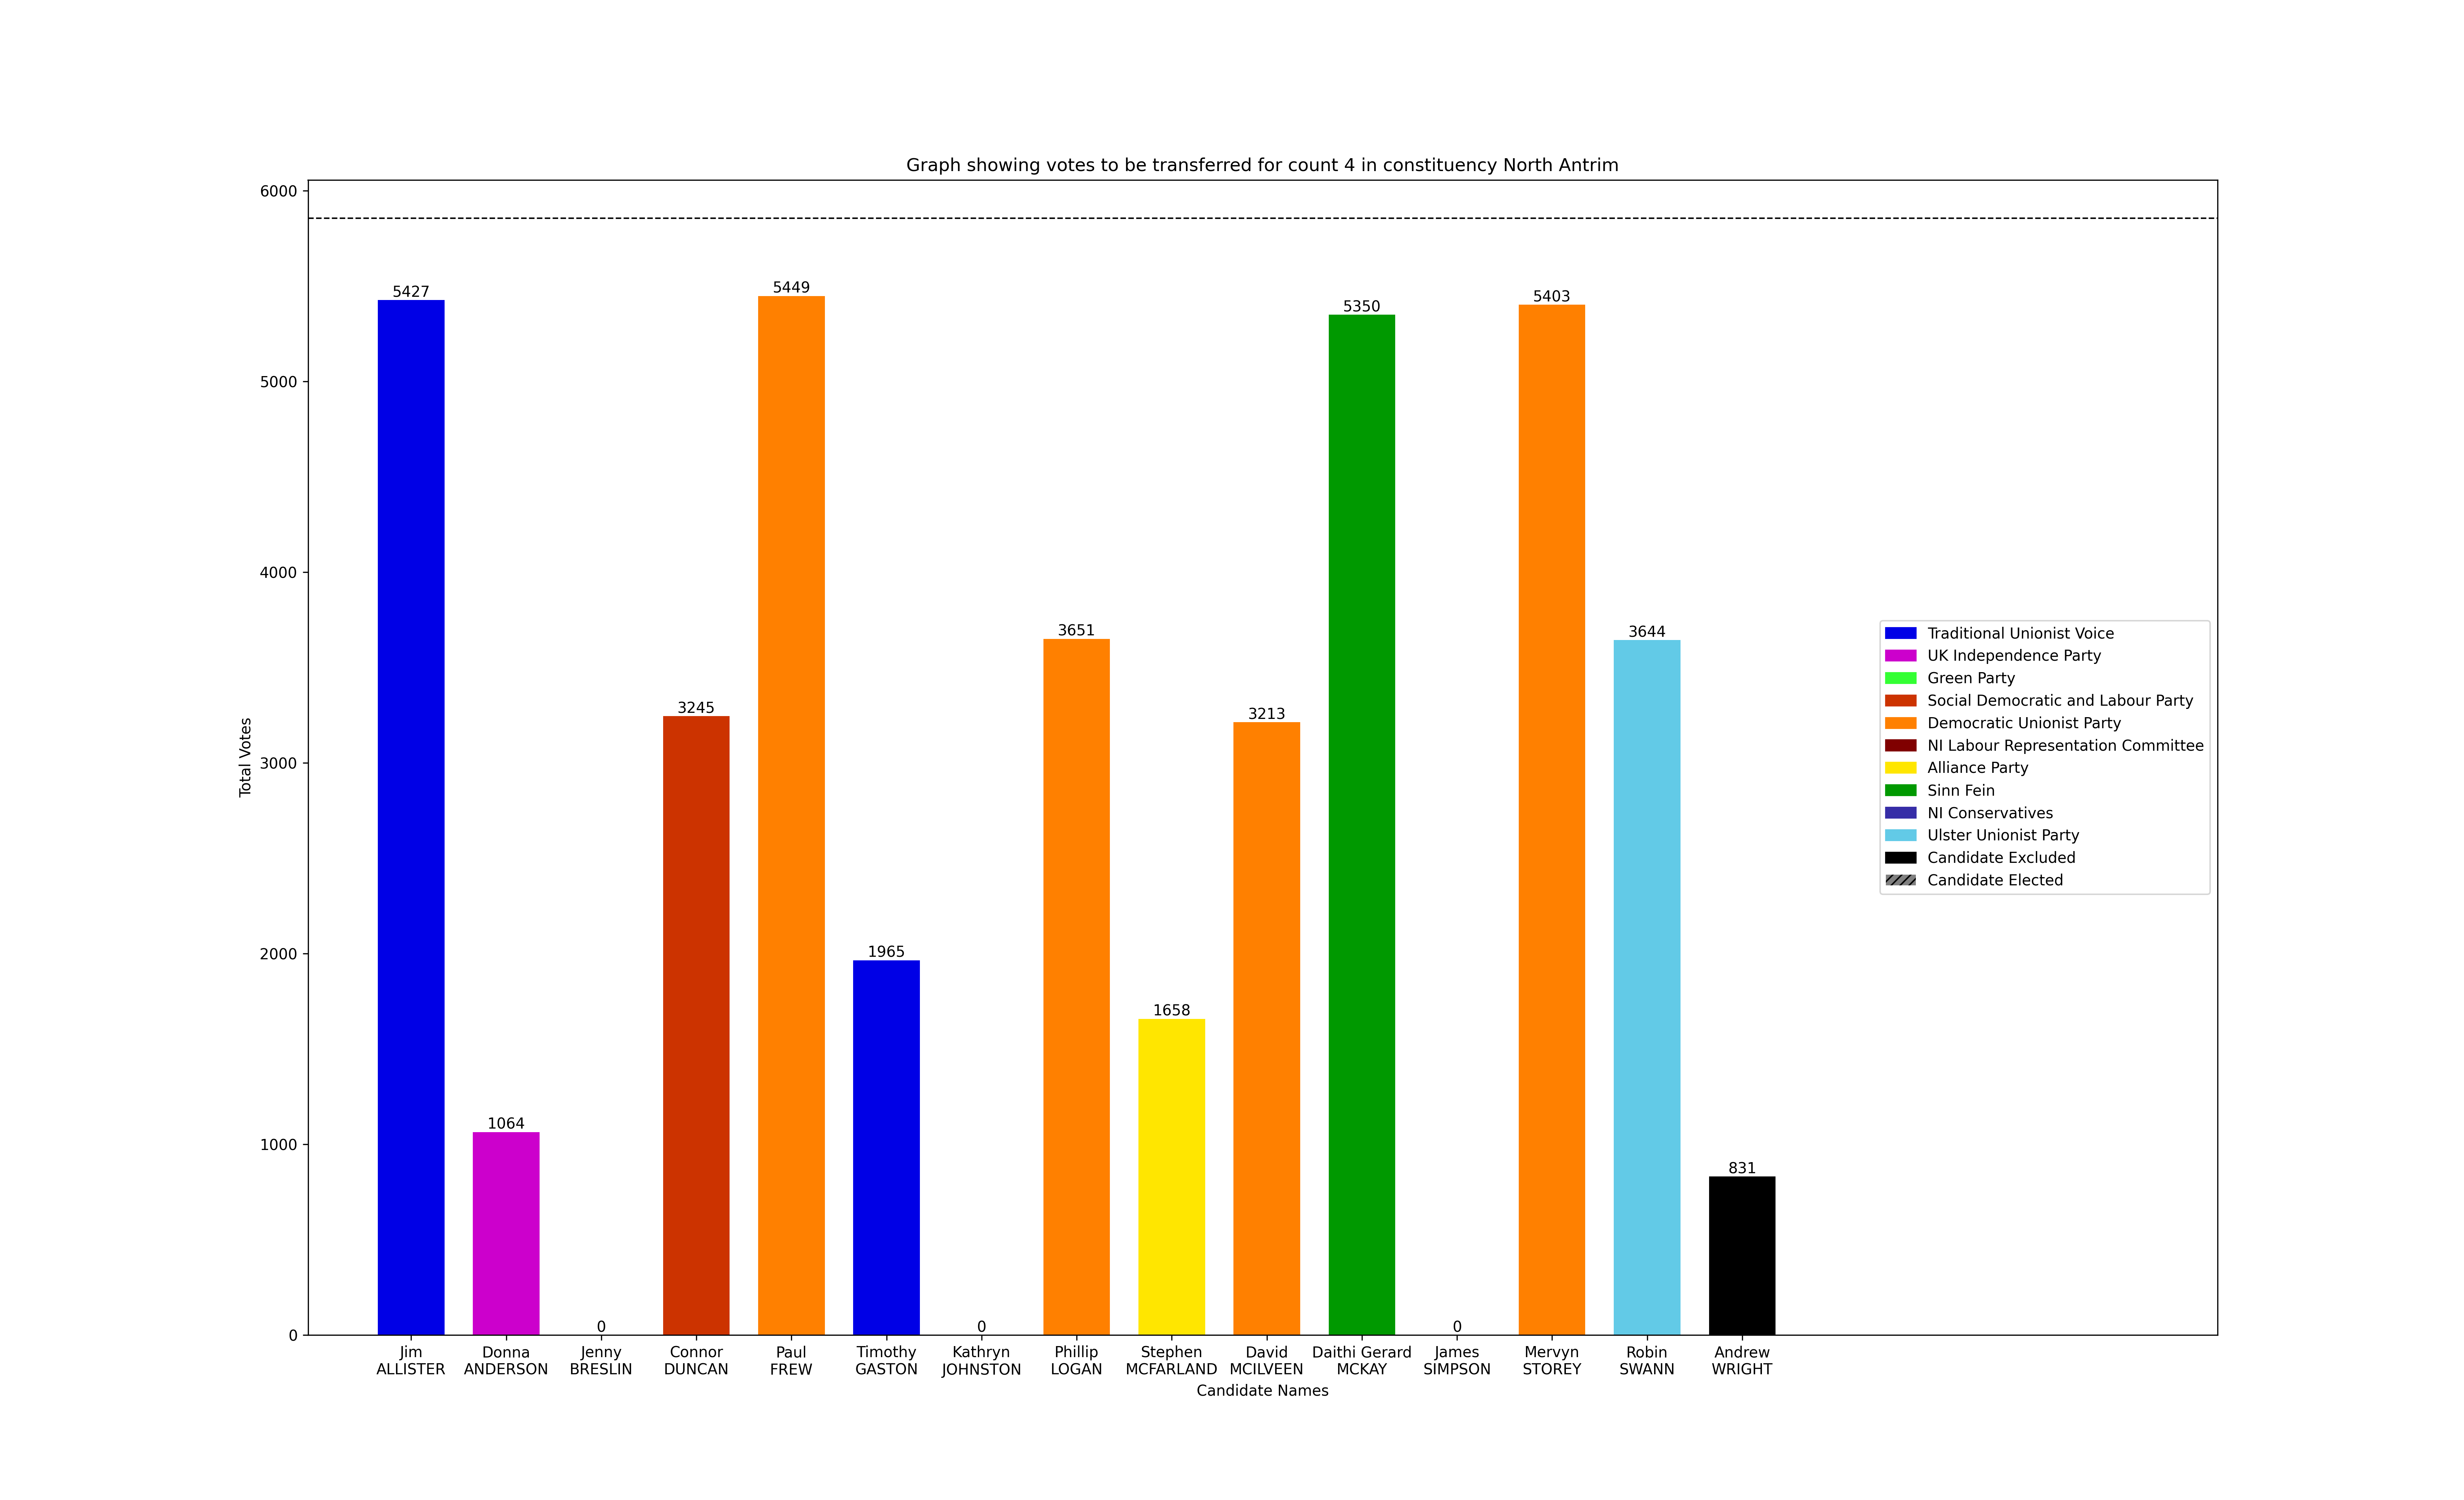 Graph showing votes to be transferred for count 4 in constituency North Antrim
6000
5000
4000
3000
2000
1000
0
Total Votes
5427
1064
0
3245
5449
1965
0
3651
1658
3213
5350
0
5403
3644
831
Jim
ALLISTER
Donna
ANDERSON
Jenny
BRESLIN
Connor
DUNCAN
Paul
FREW
Timothy
GASTON
Kathryn
JOHNSTON
Phillip
LOGAN
Stephen
MCFARLAND
David
MCILVEEN
Daithi Gerard
MCKAY
James
SIMPSON
Mervyn
STOREY
Robin
SWANN
Andrew
WRIGHT
Candidate Names
Traditional Unionist Voice
UK Independence Party
Green Party
Social Democratic and Labour Party
Democratic Unionist Party
NI Labour Representation Committee
Alliance Party
Sinn Fein
NI Conservatives
Ulster Unionist Party
Candidate Excluded
Candidate Elected